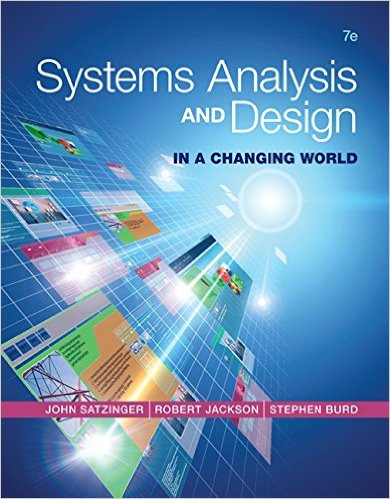 7e
Systems Analysis
AND Design
IN A CHANGING WORLD
JOHN SATZINGER | ROBERT JACKSON | STEPHEN BURD